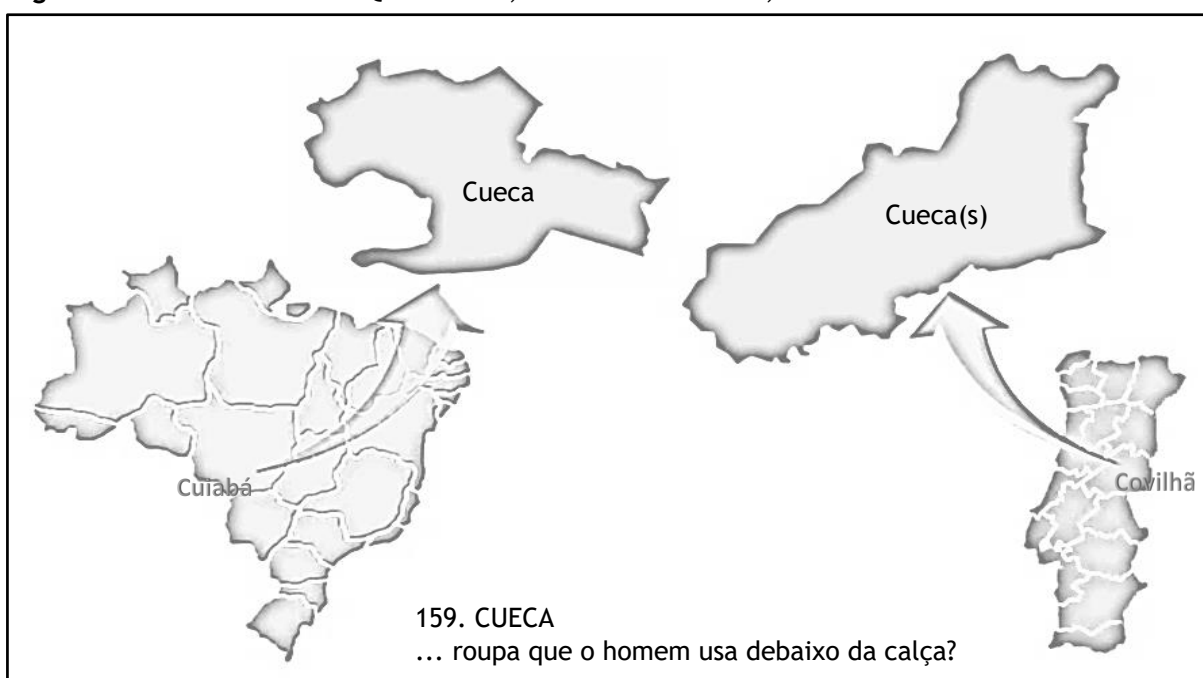 Cueca
Cueca(s)
Cuiabá
Covilhã
159. CUECA
... roupa que o homem usa debaixo da calça?